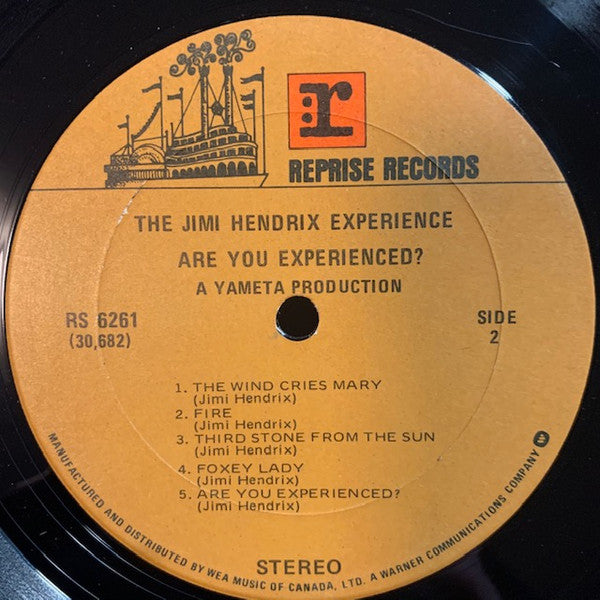 r
REPRISE RECORDS
THE JIMI HENDRIX EXPERIENCE
ARE YOU EXPERIENCED?
A YAMETA PRODUCTION
RS 6261
(30,682)
SIDE
2
1. THE WIND CRIES MARY
(Jimi Hendrix)
2. FIRE
(Jimi Hendrix)
3. THIRD STONE FROM THE SUN
(Jimi Hendrix)
4. FOXEY LADY
(Jimi Hendrix)
5. ARE YOU EXPERIENCED?
(Jimi Hendrix)
STEREO
MANUFACTURED AND DISTRIBUTED BY WEA MUSIC OF CANADA, LTD. A WARNER COMMUNICATIONS COMPANY